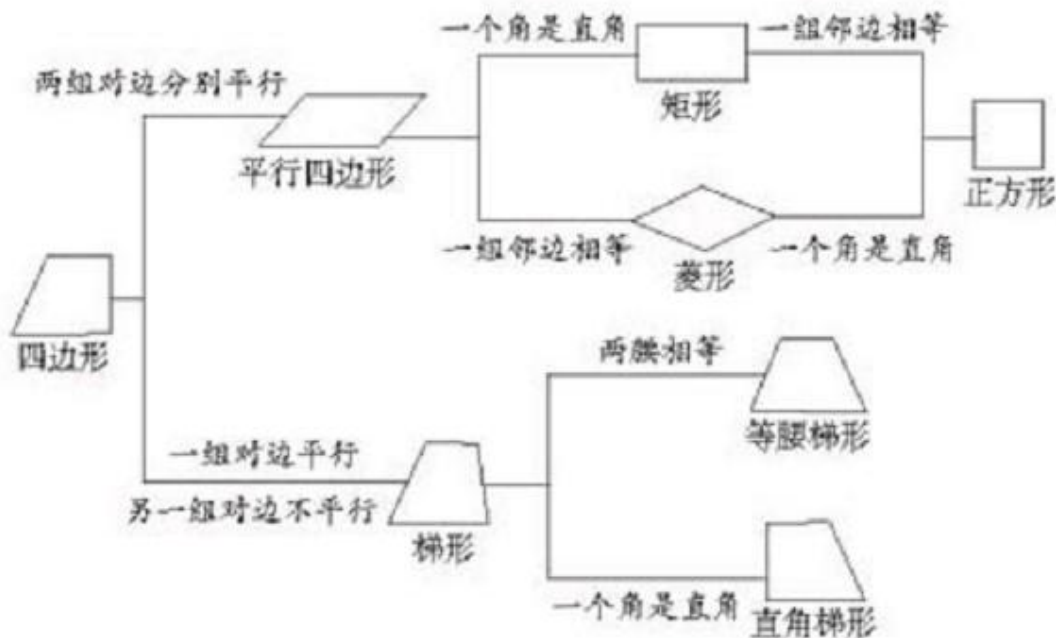 一个角是直角
一组邻边相等
两组对边分别平行
矩形
平行四边形
正方形
一组邻边相等
一个角是直角
菱形
四边形
两腰相等
等腰梯形
一组对边平行
另一组对边不平行
梯形
一个角是直角
直角梯形